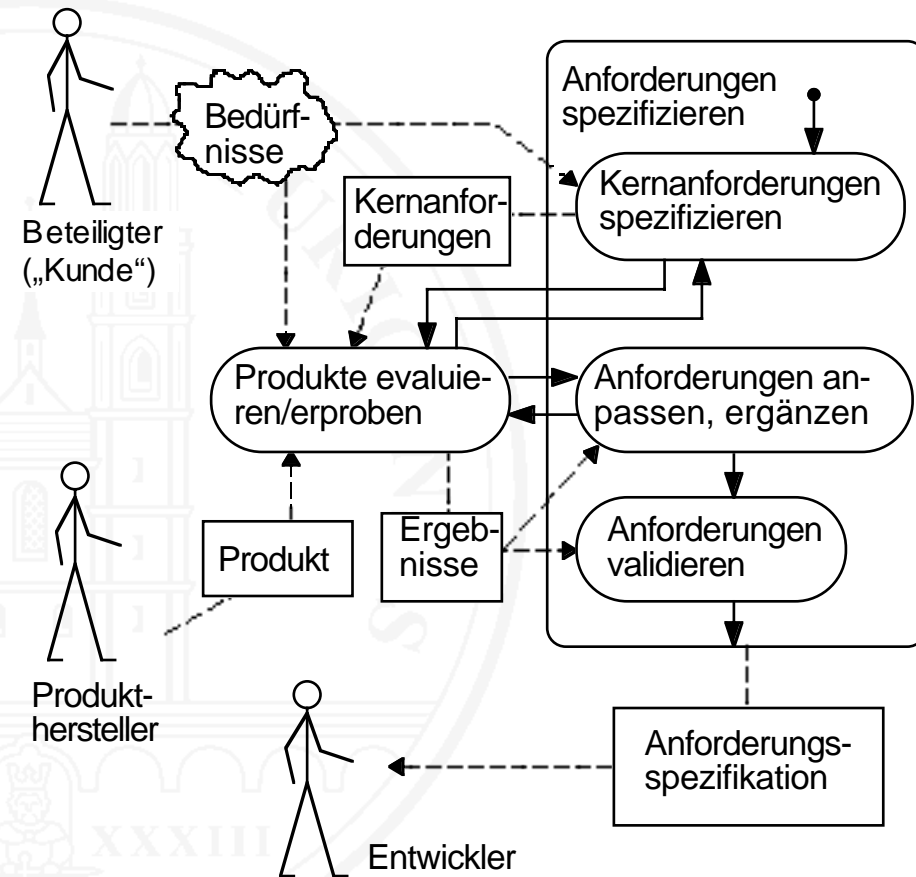 Anforderungen
spezifizieren
Bedürf-
nisse
Kernanforderungen
spezifizieren
Kernanfor-
derungen
Beteiligter
(„Kunde“)
Produkte evaluie-
ren/erproben
Anforderungen an-
passen, ergänzen
Ergeb-
nisse
Anforderungen
validieren
Produkt
Produkt-
hersteller
Anforderungs-
spezifikation
Entwickler
XXXIII